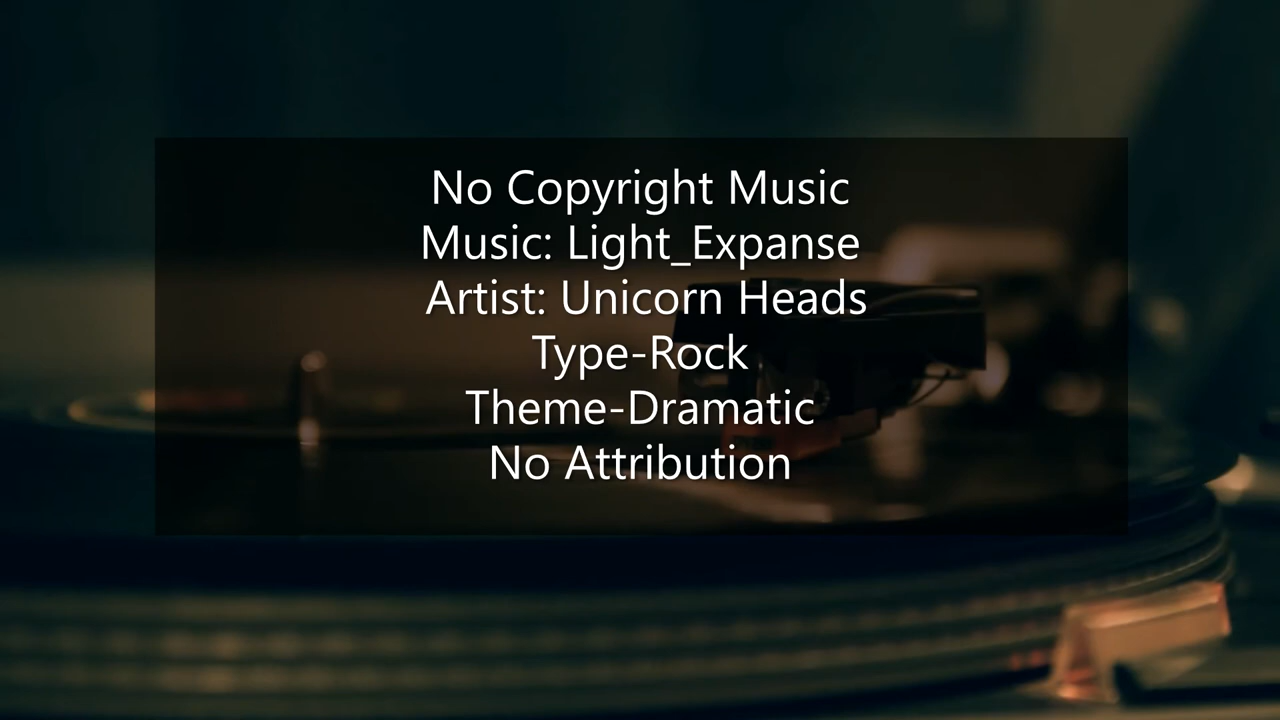 No Copyright Music
Music: Light_Expanse
Artist: Unicorn Heads
Type-Rock
Theme-Dramatic
No Attribution